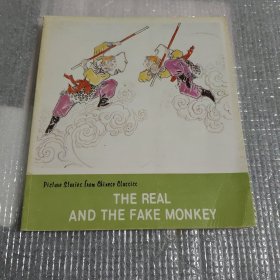 Picture Stories from Chinese Classics
THE REAL
AND THE FAKE MONKEY